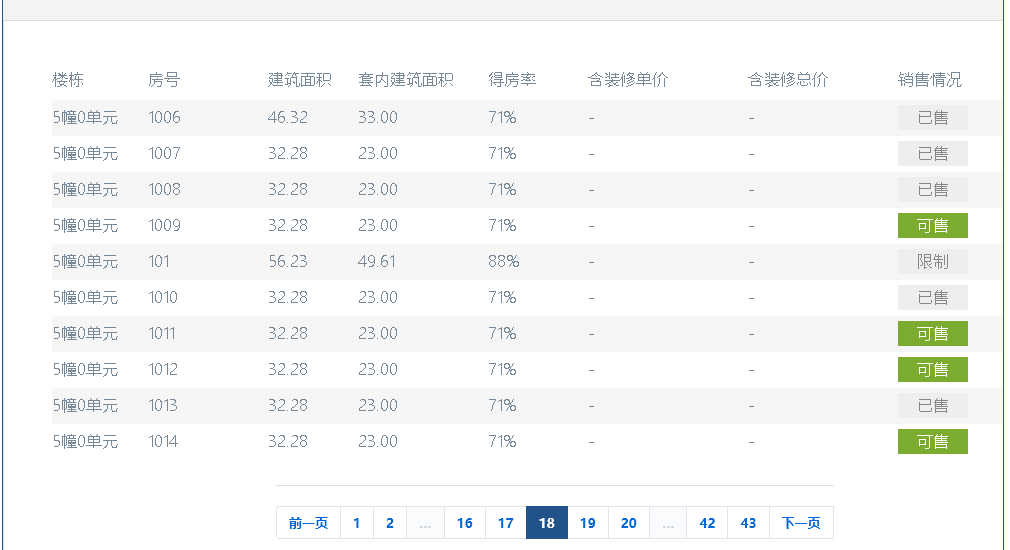 楼栋 房号 建筑面积 套内建筑面积 得房率 含装修单价 含装修总价 销售情况
5幢0单元 1006 46.32 33.00 71% - - 已售
5幢0单元 1007 32.28 23.00 71% - - 已售
5幢0单元 1008 32.28 23.00 71% - - 已售
5幢0单元 1009 32.28 23.00 71% - - 可售
5幢0单元 101 56.23 49.61 88% - - 限制
5幢0单元 1010 32.28 23.00 71% - - 已售
5幢0单元 1011 32.28 23.00 71% - - 可售
5幢0单元 1012 32.28 23.00 71% - - 可售
5幢0单元 1013 32.28 23.00 71% - - 已售
5幢0单元 1014 32.28 23.00 71% - - 可售
前一页 1 2 ... 16 17 18 19 20 ... 42 43 下一页